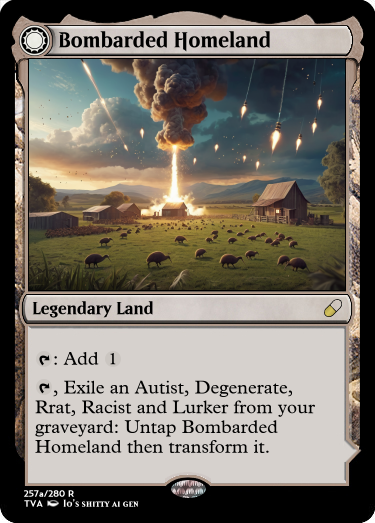 Bombarded Homeland
Legendary Land
: Add 1
, Exile an Autist, Degenerate,
Rrat, Racist and Lurker from your
graveyard: Untap Bombarded
Homeland then transform it.
257a/280 R
TVA Io's SHITTY AI GEN